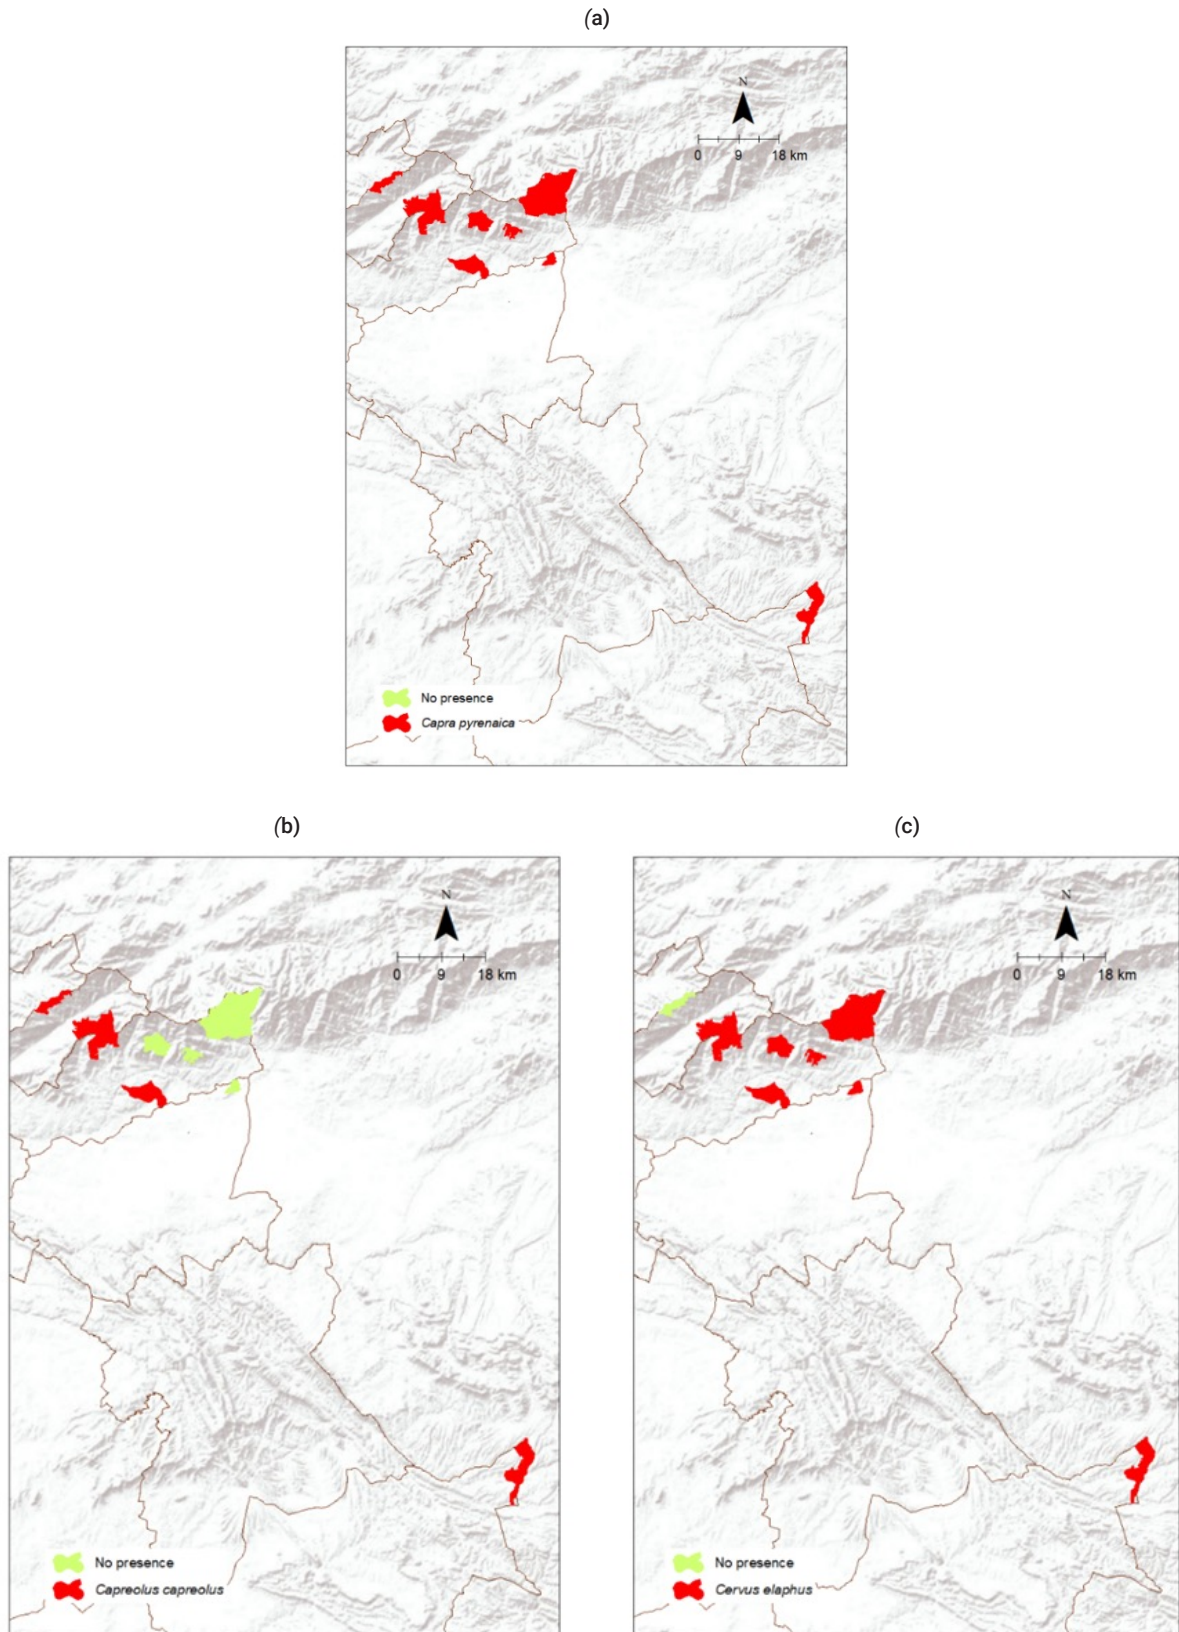 (a)
N
0 9 18 km
No presence
Capra pyrenaica
(b)
(c)
N
0 9 18 km
No presence
Capreolus capreolus
N
0 9 18 km
No presence
Cervus elaphus